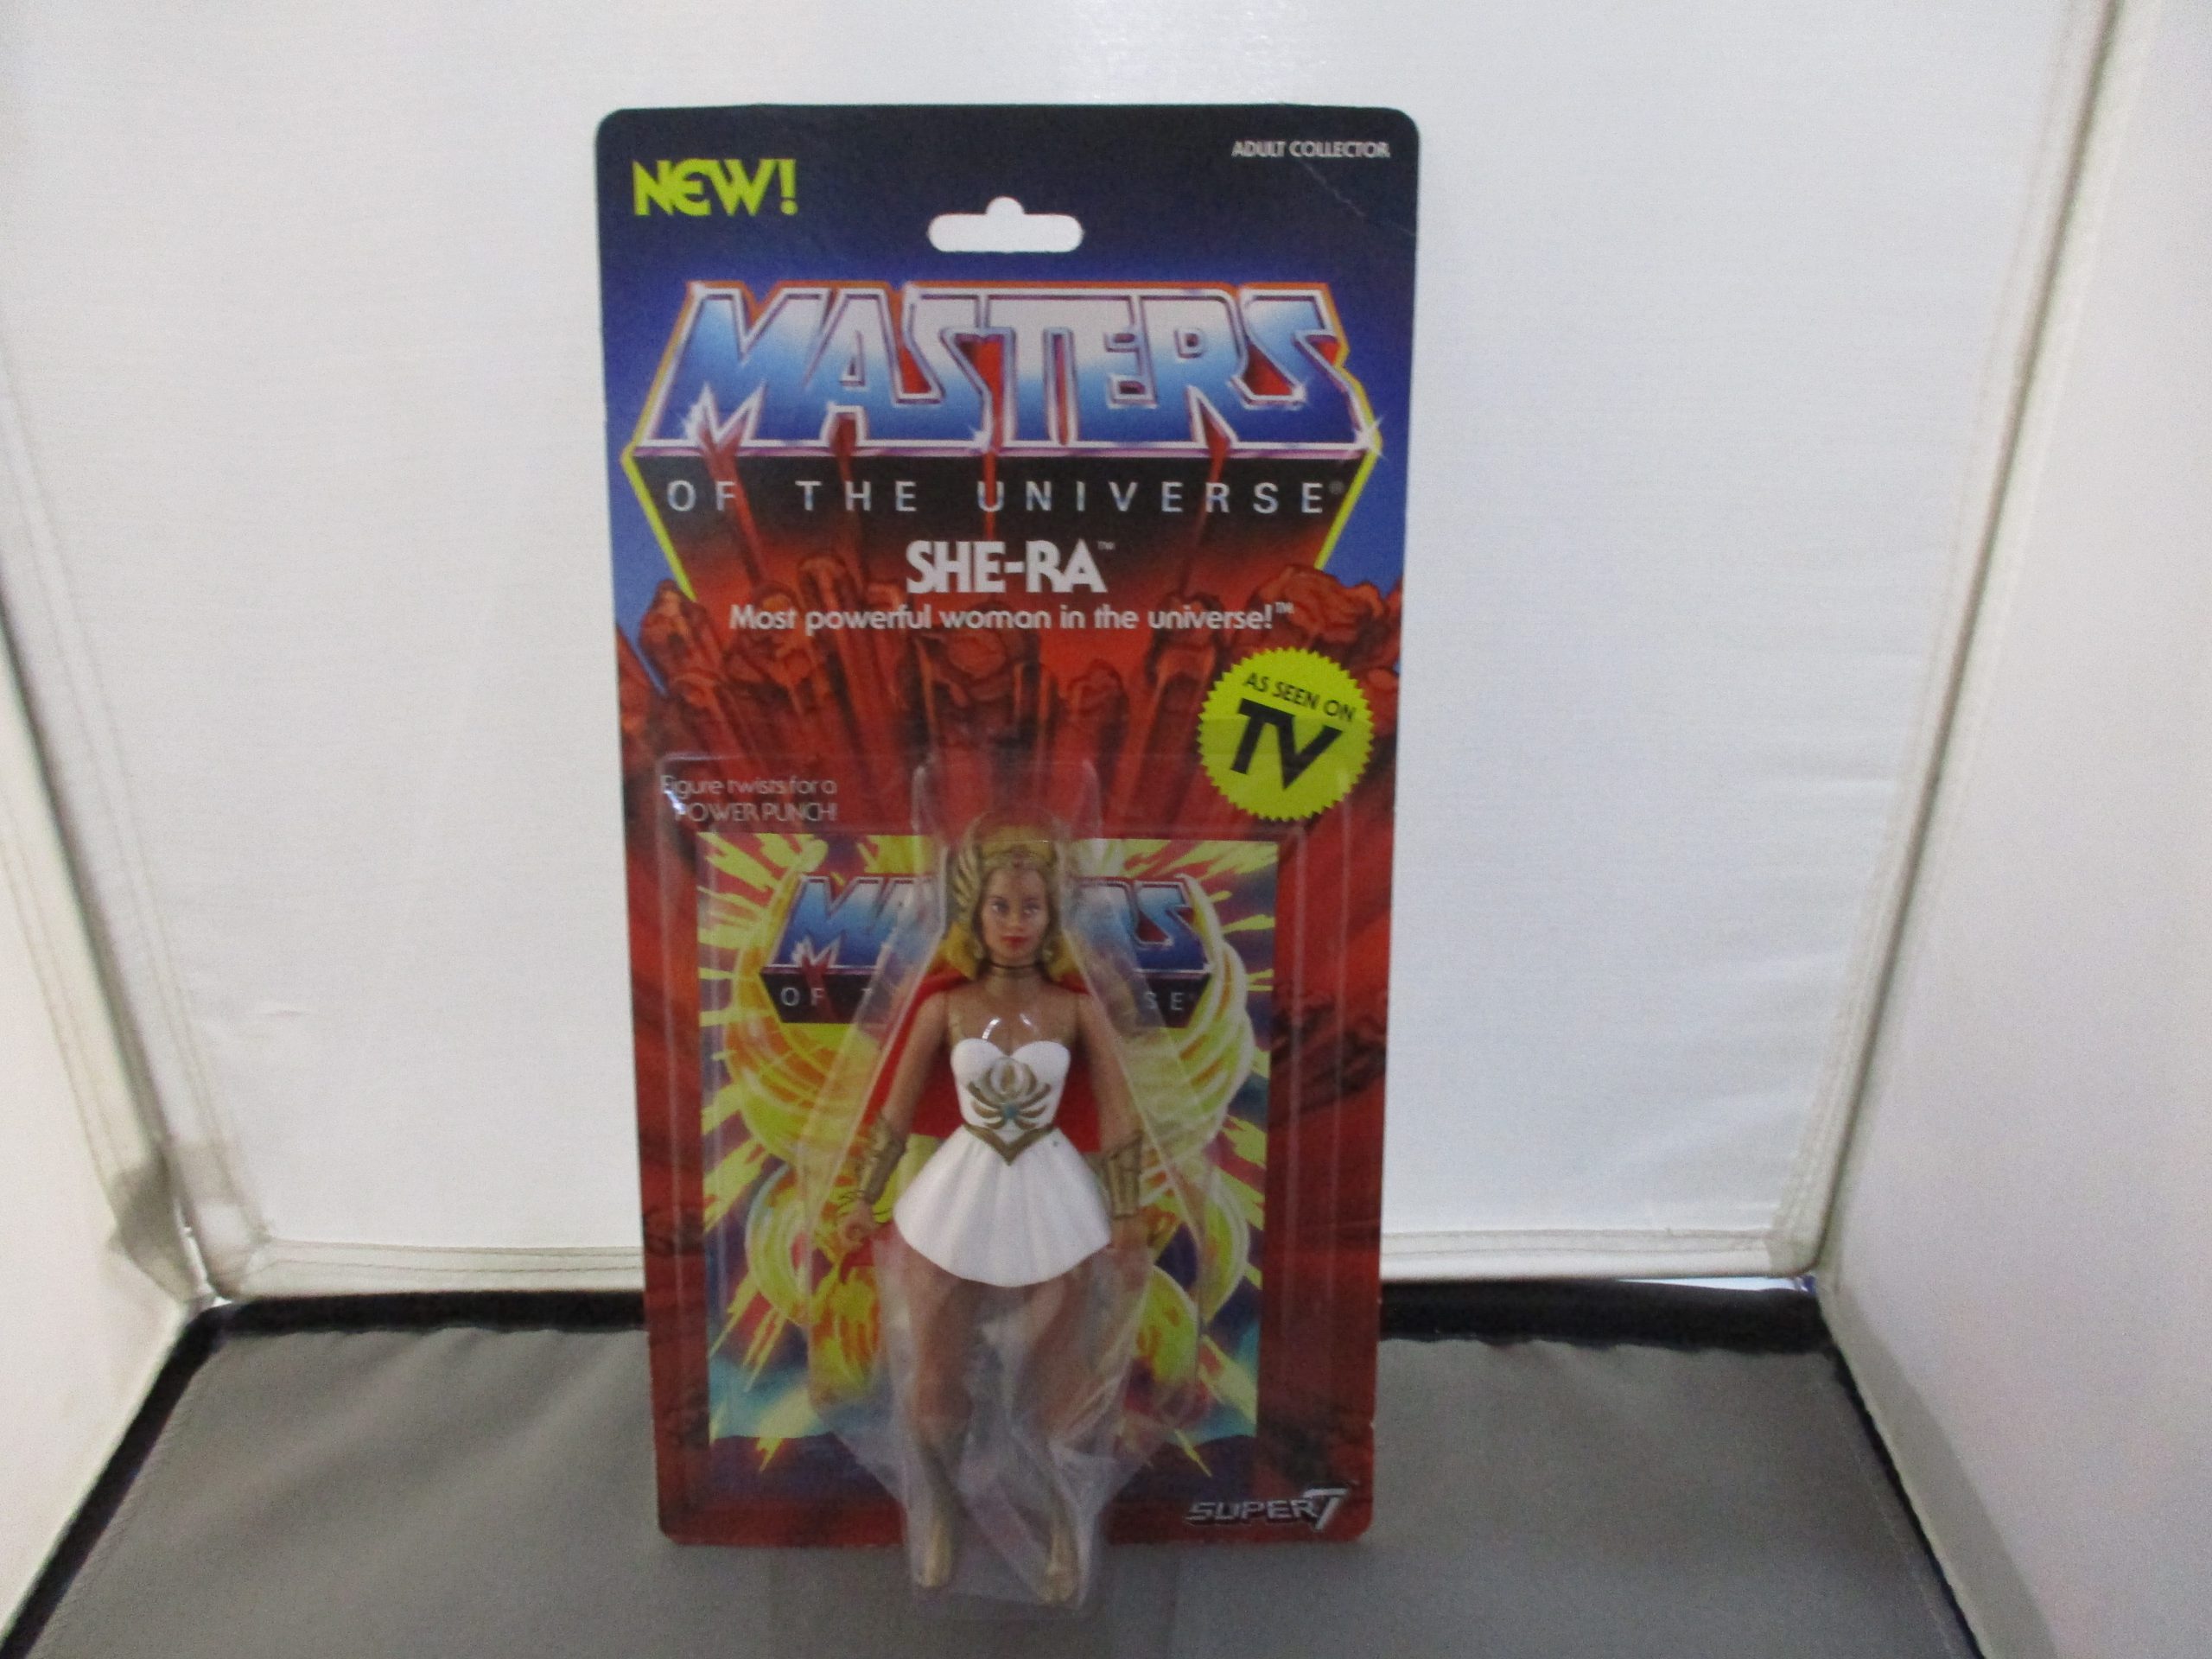 NEW!
ADULT COLLECTOR
MASTERS
OF THE UNIVERSE®
SHE-RA™
Most powerful woman in the universe!™
AS SEEN ON
TV
Figure twists for a
POWER PUNCH!
SUPER7